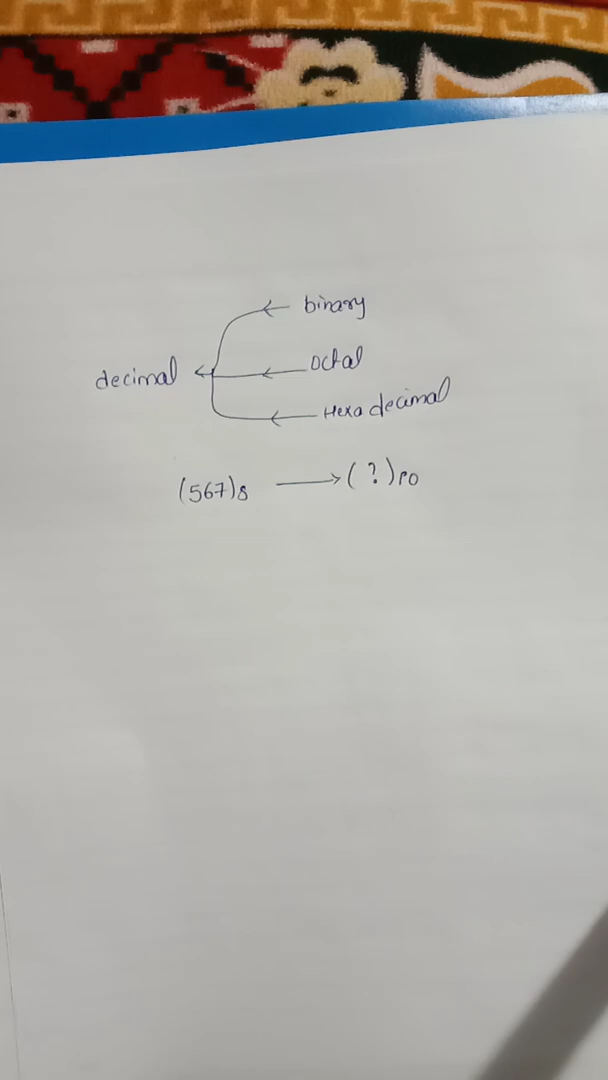 binary
decimal
octal
Hexa decimal
(567)8 → (?)10